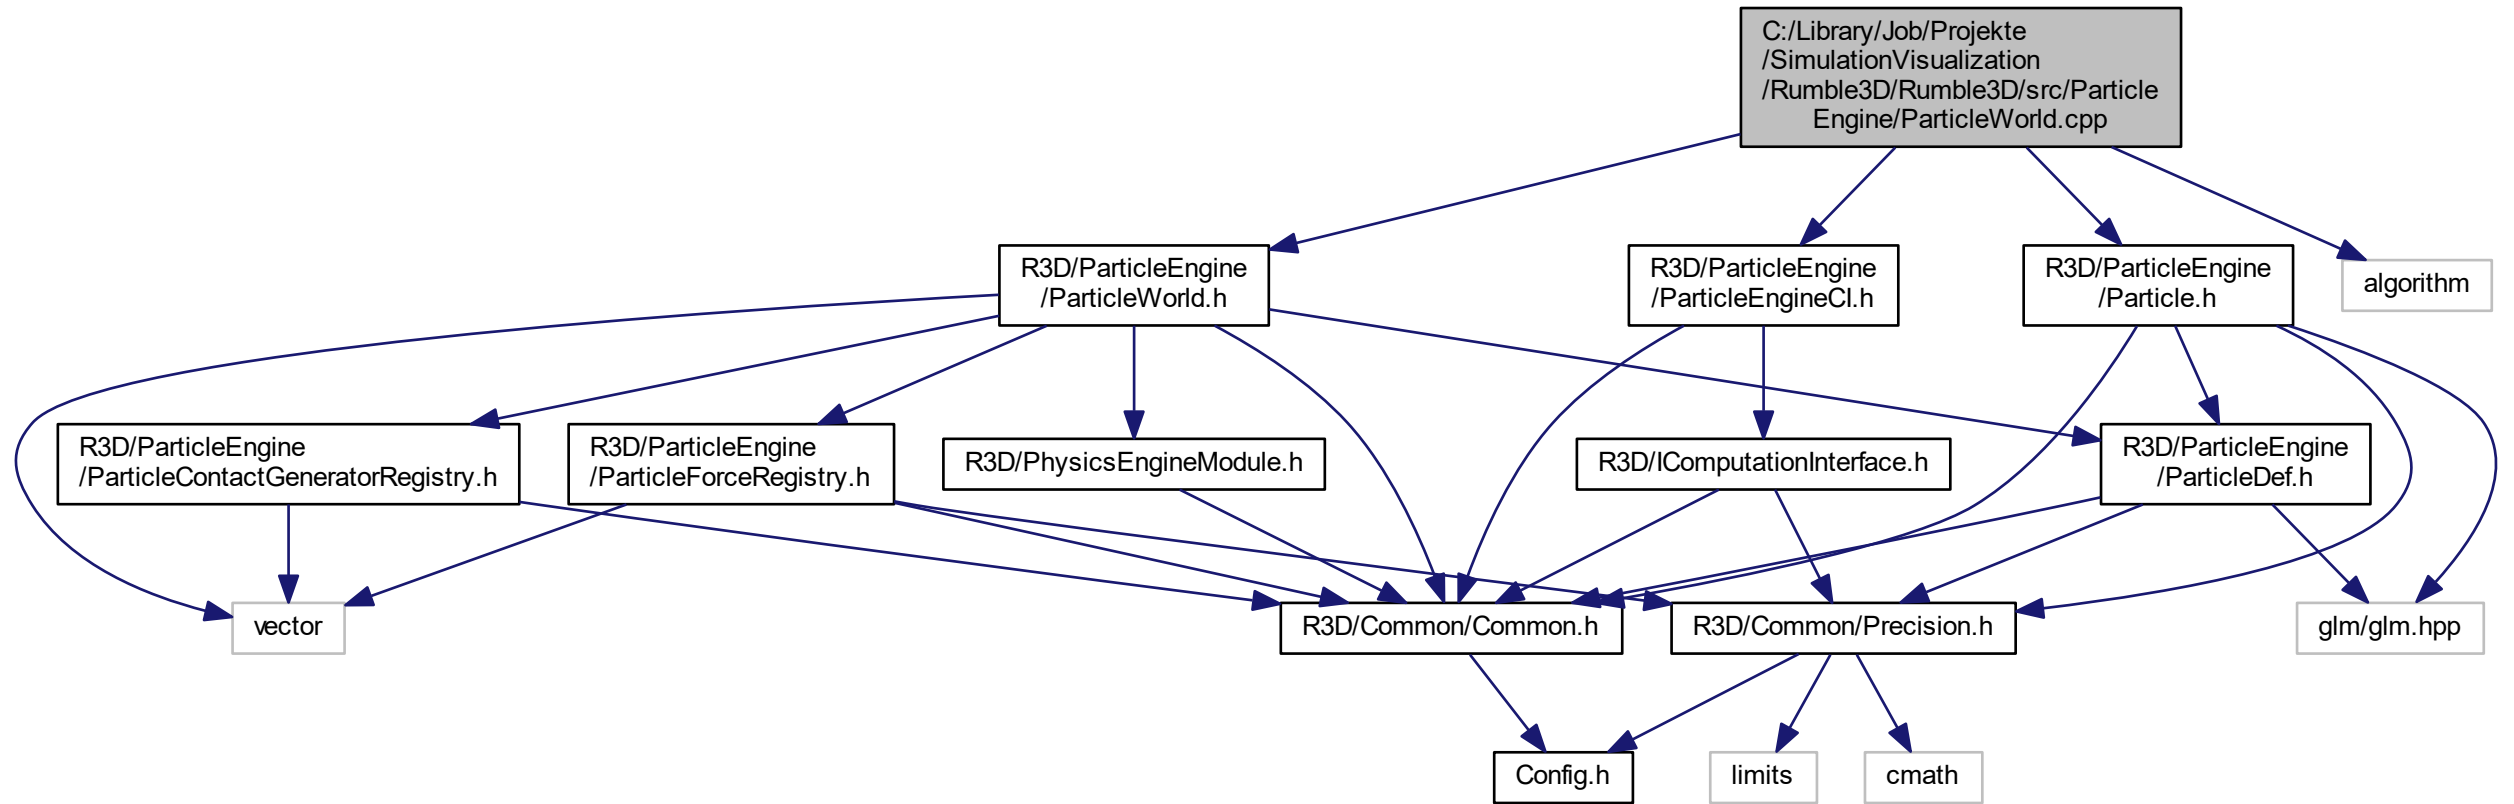 C:/Library/Job/Projekte
/SimulationVisualization
/Rumble3D/Rumble3D/src/Particle
Engine/ParticleWorld.cpp
R3D/ParticleEngine
/ParticleWorld.h
R3D/ParticleEngine
/ParticleEngineCI.h
R3D/ParticleEngine
/Particle.h
algorithm
R3D/ParticleEngine
/ParticleContactGeneratorRegistry.h
R3D/ParticleEngine
/ParticleForceRegistry.h
R3D/PhysicsEngineModule.h
R3D/IComputationInterface.h
R3D/ParticleEngine
/ParticleDef.h
vector
R3D/Common/Common.h
R3D/Common/Precision.h
glm/glm.hpp
Config.h
limits
cmath